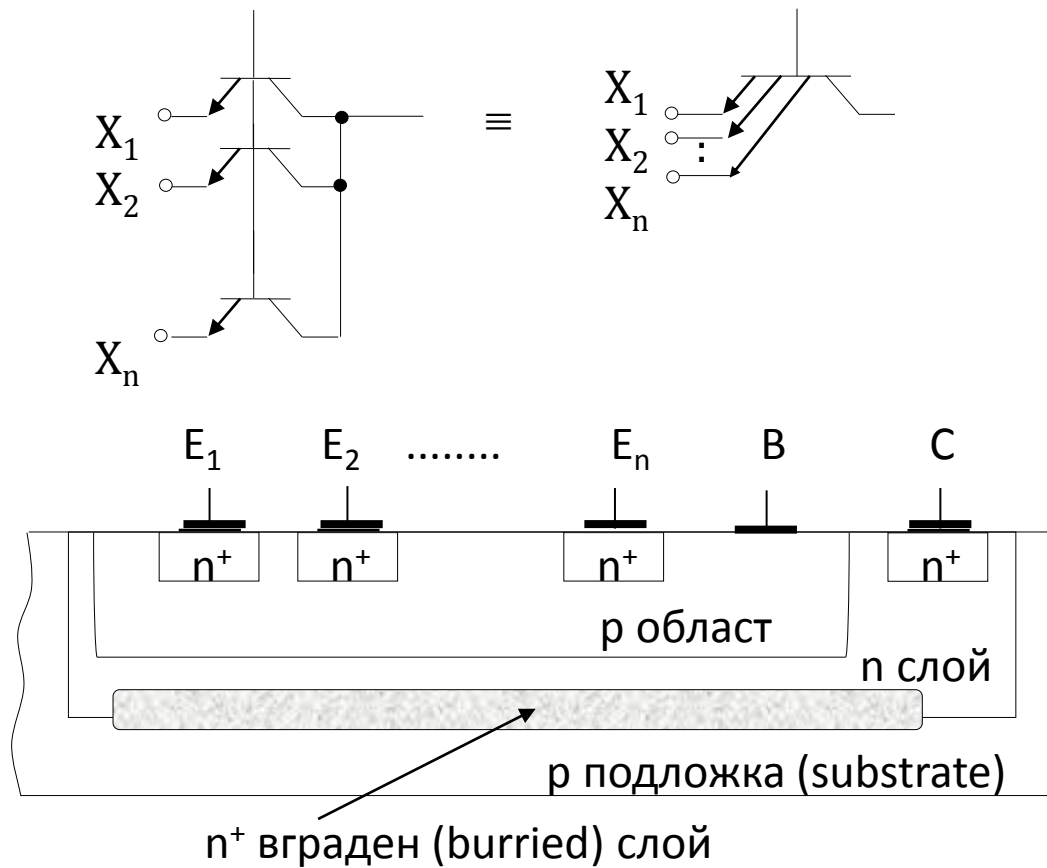 X₁
X₂
Xₙ
≡
X₁
X₂
:
Xₙ
E₁ E₂ ........ Eₙ B C
n⁺ n⁺ n⁺ n⁺
p област
n слой
p подложка (substrate)
n⁺ вграден (burried) слой